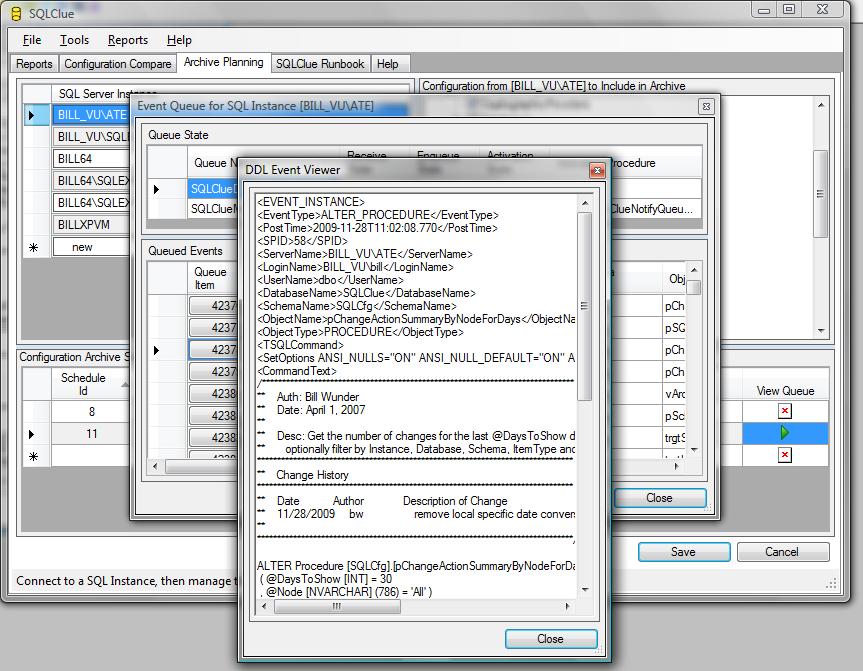 SQLClue
File Tools Reports Help
Reports Configuration Compare Archive Planning SQLClue Runbook Help
SQL Server Instance
Configuration from [BILL_VU\ATE] to Include in Archive
BILL_VU\ATE
BILL_VU\SQL
BILL64
BILL64\SQLEX
BILL64\SQLEX
BILLXPVM
new
Configuration Archive S
Schedule Id
View Queue
8
11
Save Cancel
Connect to a SQL Instance, then manage t
Event Queue for SQL Instance [BILL_VU\ATE]
Queue State
Queue N Receive Enqueue Activation rocedure
SQLClueD
SQLClueN lueNotifyQueu...
Queued Events
Queue Item
Obj
4237 pCh
4237 pSQ
4237 pCh
4237 pCh
4238 vArc
4238 pSc
4238 trgtS
Close
DDL Event Viewer
<EVENT_INSTANCE>
<EventType>ALTER_PROCEDURE</EventType>
<PostTime>2009-11-28T11:02:08.770</PostTime>
<SPID>58</SPID>
<ServerName>BILL_VU\ATE</ServerName>
<LoginName>BILL_VU\bill</LoginName>
<UserName>dbo</UserName>
<DatabaseName>SQLClue</DatabaseName>
<SchemaName>SQLCfg</SchemaName>
<ObjectName>pChangeActionSummaryByNodeForDays</ObjectNa
<ObjectType>PROCEDURE</ObjectType>
<TSQLCommand>
<SetOptions ANSI_NULLS="ON" ANSI_NULL_DEFAULT="ON" A
<CommandText>
** Auth: Bill Wunder
** Date: April 1, 2007
**
** Desc: Get the number of changes for the last @DaysToShow d
** optionally filter by Instance, Database, Schema, ItemType and
** Change History
** Date Author Description of Change
** 11/28/2009 bw remove local specific date conver
**
ALTER Procedure [SQLCfg].[pChangeActionSummaryByNodeForDa
( @DaysToShow [INT] = 30
, @Node [NVARCHAR] (786) = 'All' )
Close